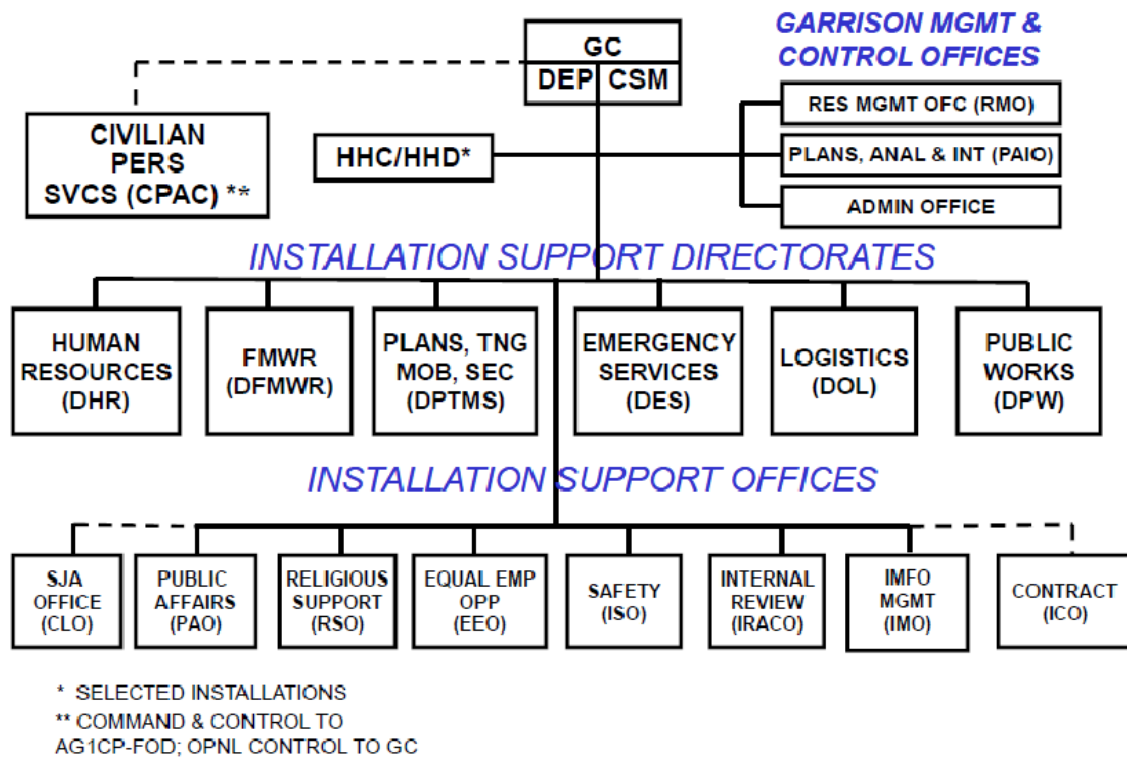 GARRISON MGMT &
CONTROL OFFICES
GC
DEP CSM
CIVILIAN
PERS
SVCS (CPAC) **
HHC/HHD*
RES MGMT OFC (RMO)
PLANS, ANAL & INT (PAIO)
ADMIN OFFICE
INSTALLATION SUPPORT DIRECTORATES
HUMAN
RESOURCES
(DHR)
FMWR
(DFMWR)
PLANS, TNG
MOB, SEC
(DPTMS)
EMERGENCY
SERVICES
(DES)
LOGISTICS
(DOL)
PUBLIC
WORKS
(DPW)
INSTALLATION SUPPORT OFFICES
SJA
OFFICE
(CLO)
PUBLIC
AFFAIRS
(PAO)
RELIGIOUS
SUPPORT
(RSO)
EQUAL EMP
OPP
(EEO)
SAFETY
(ISO)
INTERNAL
REVIEW
(IRACO)
IMFO
MGMT
(IMO)
CONTRACT
(ICO)
* SELECTED INSTALLATIONS
** COMMAND & CONTROL TO
AG1CP-FOD; OPNL CONTROL TO GC